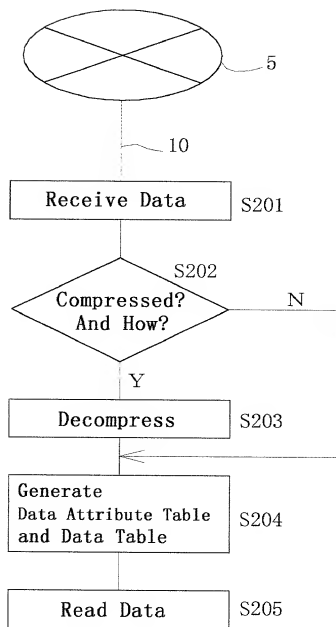 5
10
Receive Data
S201
S202
Compressed?
And How?
N
Y
Decompress
S203
Generate
Data Attribute Table
and Data Table
S204
Read Data
S205